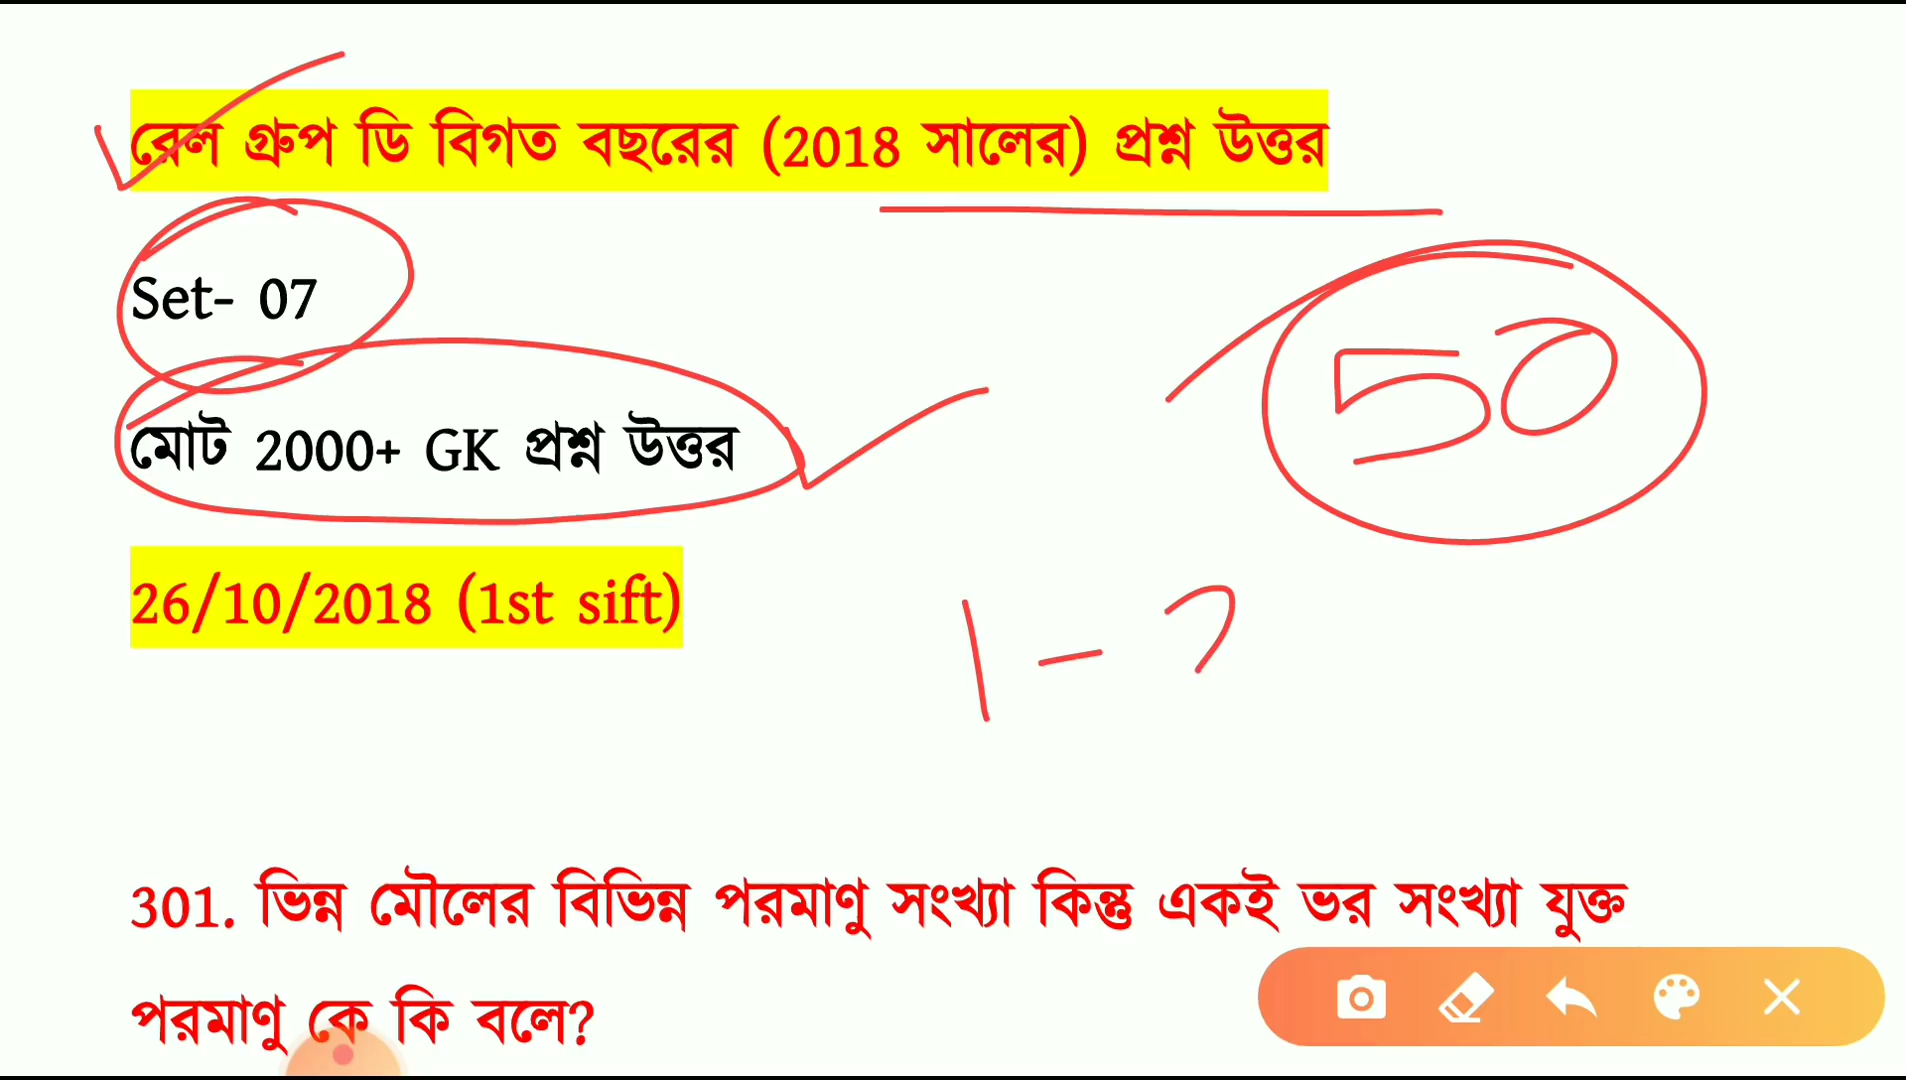 রেল গ্রুপ ডি বিগত বছরের (2018 সালের) প্রশ্ন উত্তর
Set- 07
50
মোট 2000+ GK প্রশ্ন উত্তর
26/10/2018 (1st sift)
1 -
301. ভিন্ন মৌলের বিভিন্ন পরমাণু সংখ্যা কিন্তু একই ভর সংখ্যা যুক্ত
পরমাণু কে কি বলে?